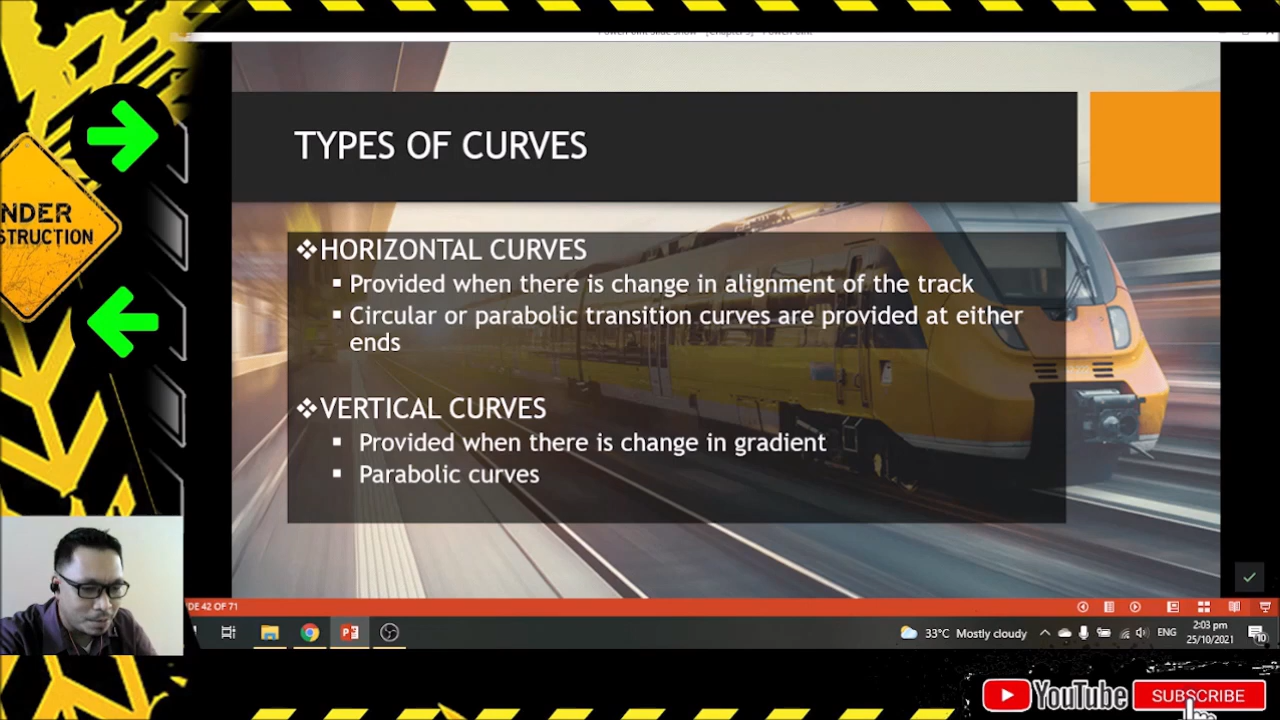 TYPES OF CURVES
❖HORIZONTAL CURVES
▪ Provided when there is change in alignment of the track
▪ Circular or parabolic transition curves are provided at either
ends
❖VERTICAL CURVES
▪ Provided when there is change in gradient
▪ Parabolic curves
NDER
STRUCTION
DE 42 OF 71
33°C Mostly cloudy
ENG
2:03 pm
25/10/2021
10
YouTube
SUBSCRIBE